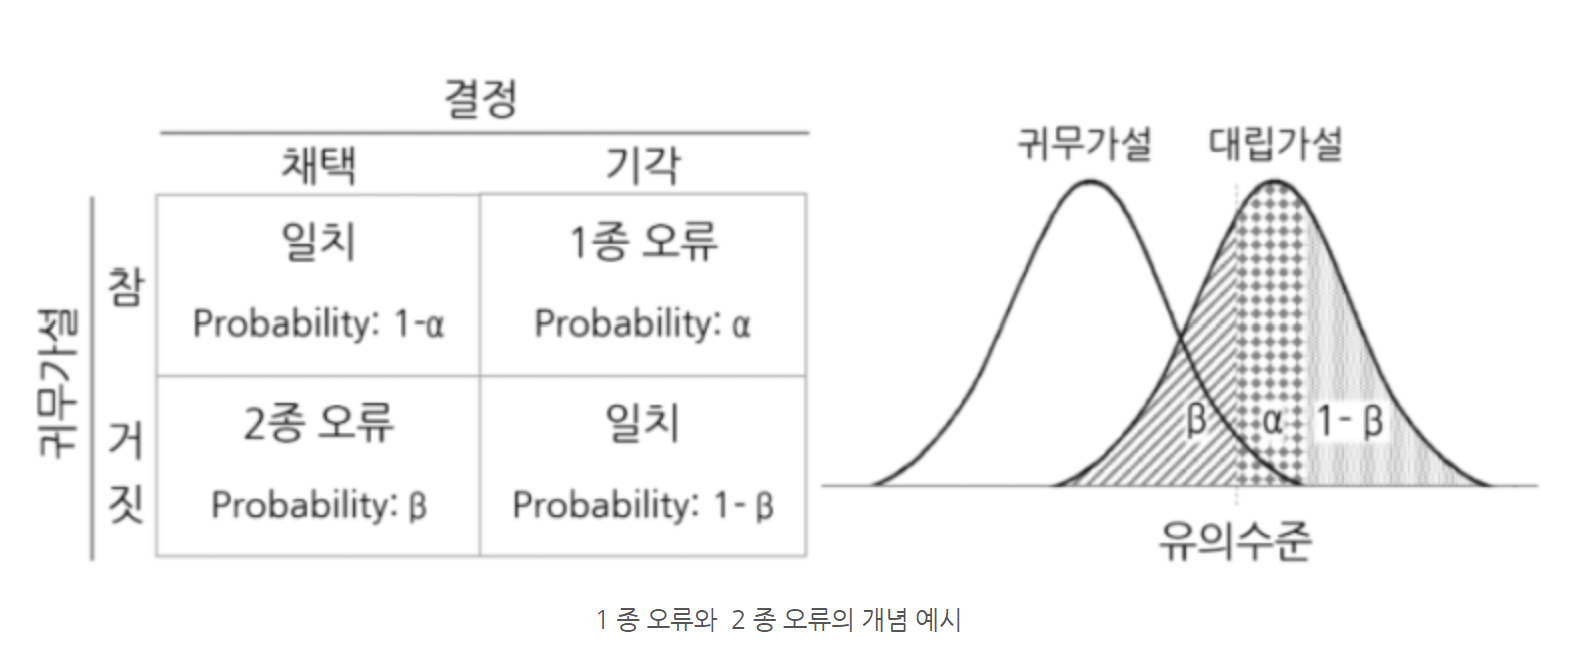 결정
채택 기각
귀무가설
참
일치
Probability: 1-α
1종 오류
Probability: α
거
짓
2종 오류
Probability: β
일치
Probability: 1- β
귀무가설 대립가설
β α 1- β
유의수준
1 종 오류와 2 종 오류의 개념 예시